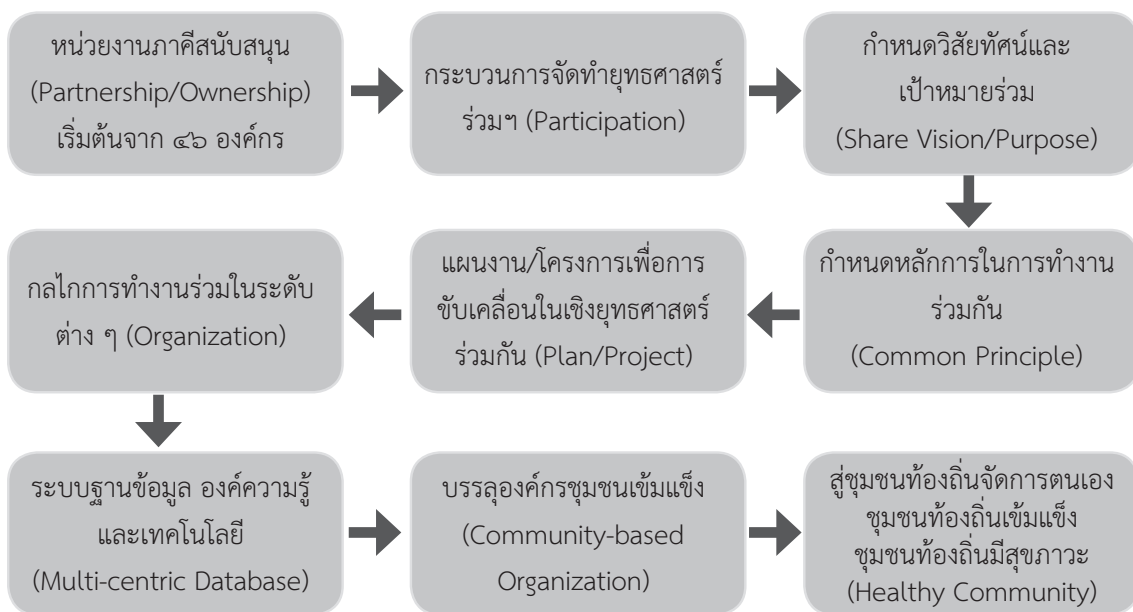 หน่วยงานภาคีสนับสนุน
(Partnership/Ownership)
เริ่มต้นจาก ๔๖ องค์กร
กระบวนการจัดทำยุทธศาสตร์
ร่วมฯ (Participation)
กำหนดวิสัยทัศน์และ
เป้าหมายร่วม
(Share Vision/Purpose)
กำหนดหลักการในการทำงาน
ร่วมกัน
(Common Principle)
แผนงาน/โครงการเพื่อการ
ขับเคลื่อนในเชิงยุทธศาสตร์
ร่วมกัน (Plan/Project)
กลไกการทำงานร่วมในระดับ
ต่าง ๆ (Organization)
ระบบฐานข้อมูล องค์ความรู้
และเทคโนโลยี
(Multi-centric Database)
บรรลุองค์กรชุมชนเข้มแข็ง
(Community-based
Organization)
สู่ชุมชนท้องถิ่นจัดการตนเอง
ชุมชนท้องถิ่นเข้มแข็ง
ชุมชนท้องถิ่นมีสุขภาวะ
(Healthy Community)